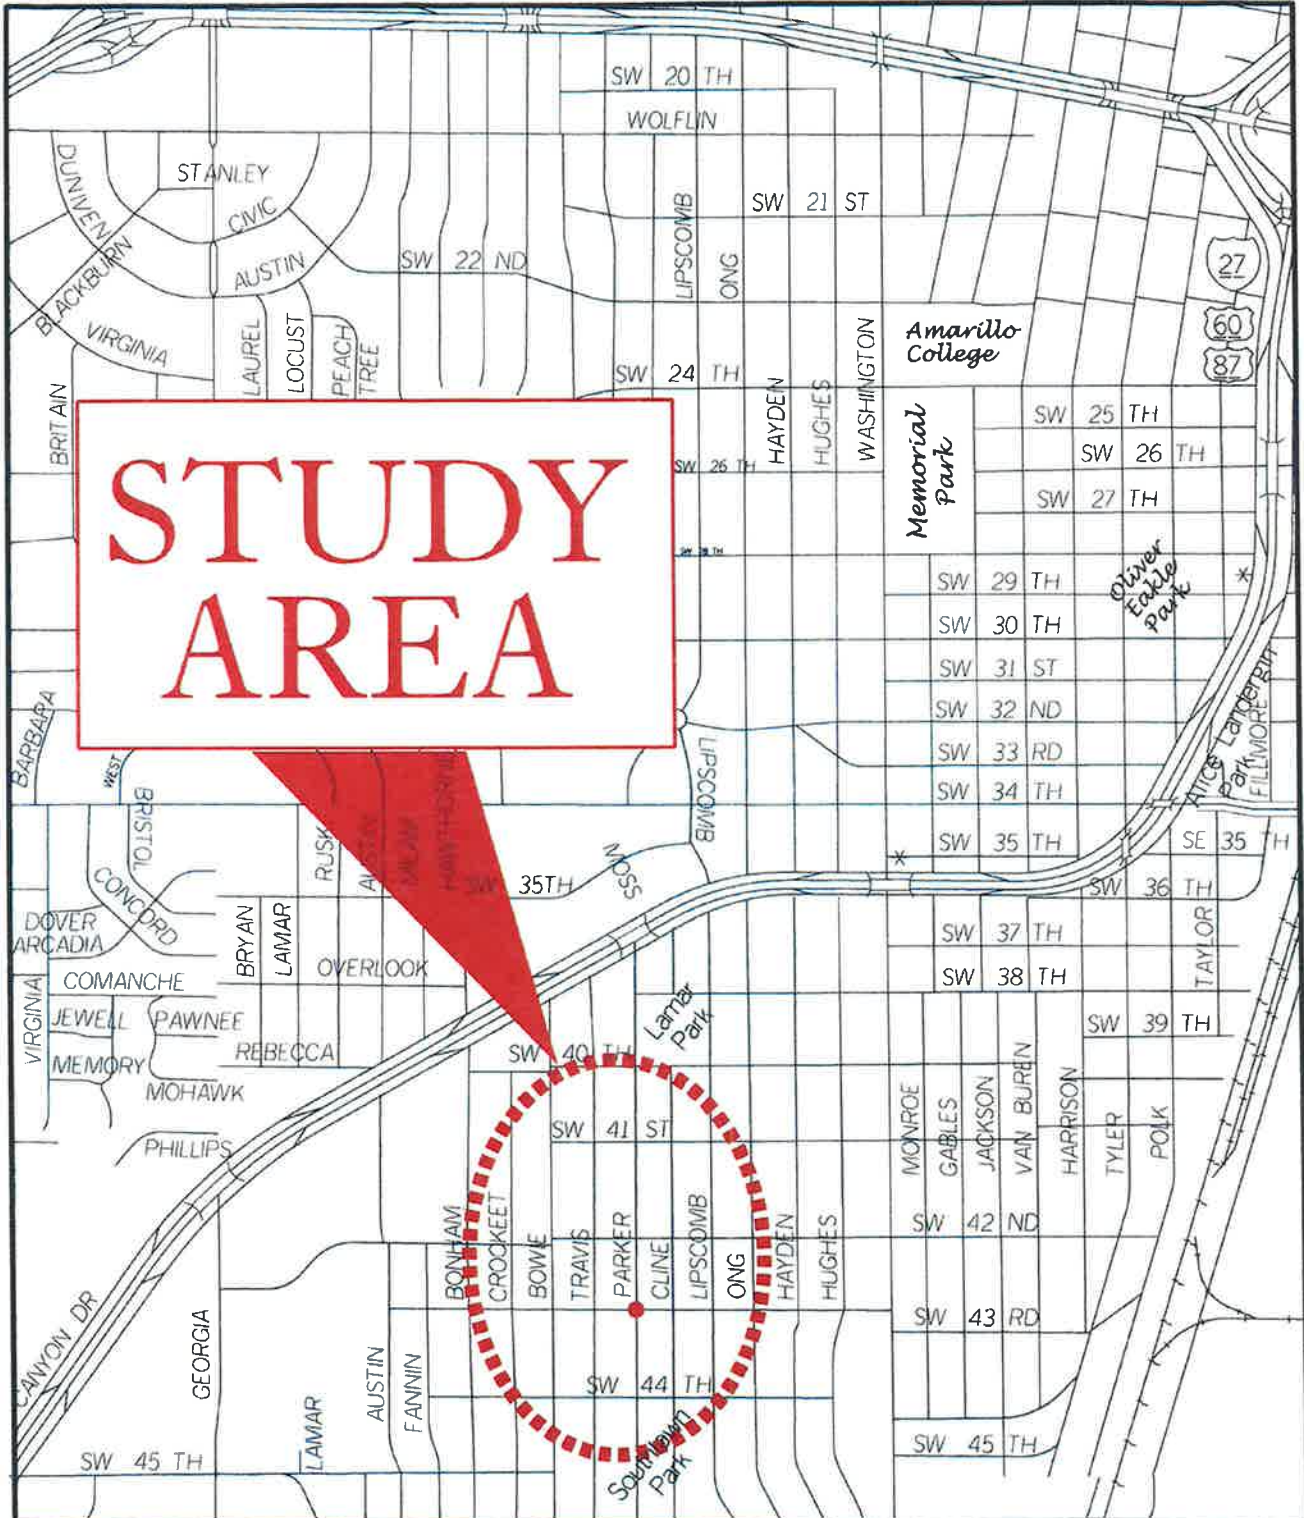 SW 20 TH
WOLFLIN
DUNIVEN
STANLEY
CIVIC
LIPSCOMB
SW 21 ST
BLACKBURN
AUSTIN
SW 22 ND
ONG
27
VIRGINIA
LAUREL
LOCUST
PEACH
TREE
WASHINGTON
Amarillo
College
60
87
BRITAIN
SW 24 TH
HAYDEN
HUGHES
Memorial
Park
SW 25 TH
SW 26 TH
SW 26 TH
SW 27 TH
STUDY
AREA
SW 29 TH
Oliver
Eakle
Park
SW 30 TH
SW 31 ST
SW 32 ND
SW 33 RD
SW 34 TH
Alice Landergin
Park
FILLMORE
BARBARA
WEST
BRISTOL
LIPSCOMB
RUSK
AUSTIN
MILAM
HAWTHORNE
MOSS
SW 35TH
SW 35 TH
SE 35 TH
SW 36 TH
CONCORD
DOVER
ARCADIA
BRYAN
LAMAR
OVERLOOK
SW 37 TH
TAYLOR
SW 38 TH
COMANCHE
VIRGINIA
JEWELL
PAWNEE
Lamar
Park
SW 39 TH
MEMORY
REBECCA
SW 40 TH
MOHAWK
PHILLIPS
SW 41 ST
MONROE
GABLES
JACKSON
VAN BUREN
HARRISON
TYLER
POLK
BONHAM
CROOKEET
BOWE
TRAVIS
PARKER
CLINE
LIPSCOMB
ONG
HAYDEN
HUGHES
SW 42 ND
SW 43 RD
CANYON DR
GEORGIA
AUSTIN
FANNIN
SW 44 TH
LAMAR
Southlawn
Park
SW 45 TH
SW 45 TH